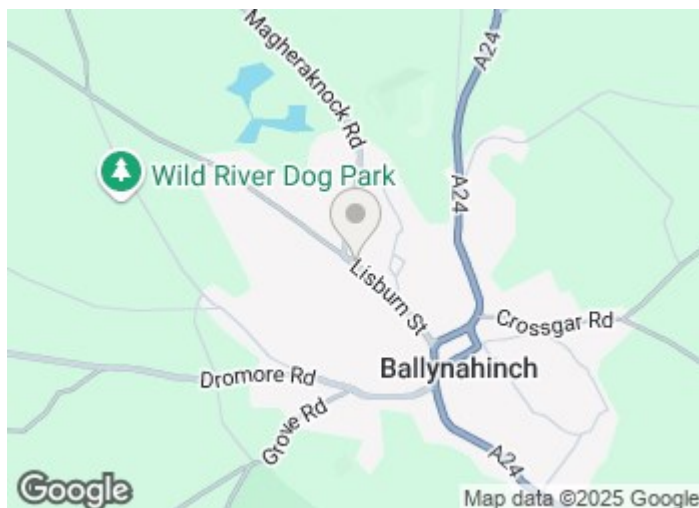 Magheraknock Rd
A24
Wild River Dog Park
A24
Lisburn St
Crossgar Rd
Ballynahinch
Dromore Rd
Grove Rd
A24
Google
Map data ©2025 Google